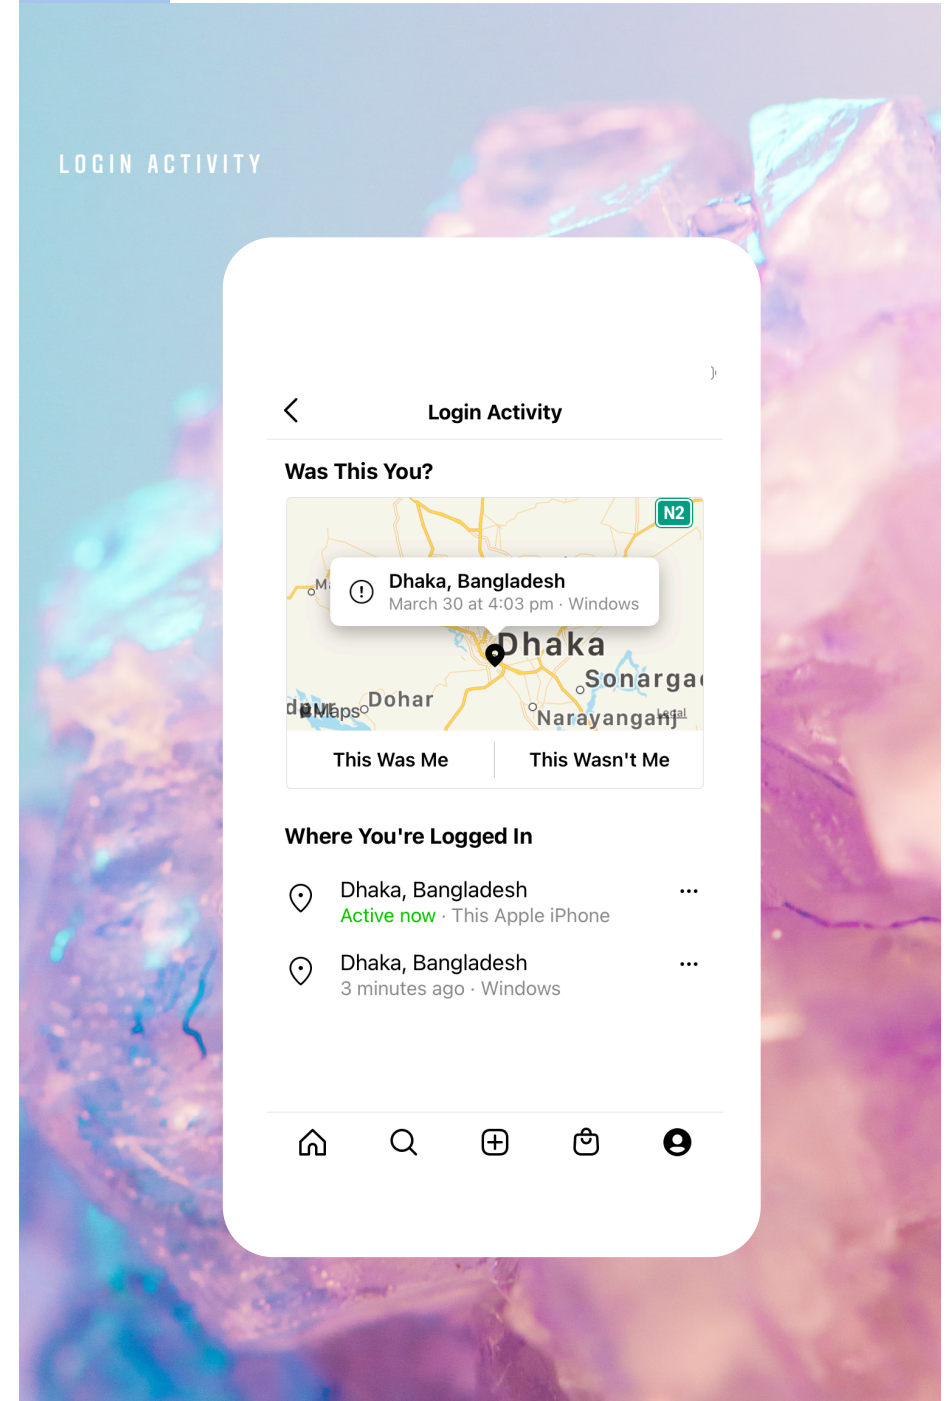 LOGIN ACTIVITY
Login Activity
Was This You?
N2
Dhaka, Bangladesh
March 30 at 4:03 pm · Windows
Dhaka
Sonarga
Dohar
Maps
Narayanganj
Legal
This Was Me
This Wasn't Me
Where You're Logged In
Dhaka, Bangladesh
Active now · This Apple iPhone
Dhaka, Bangladesh
3 minutes ago · Windows